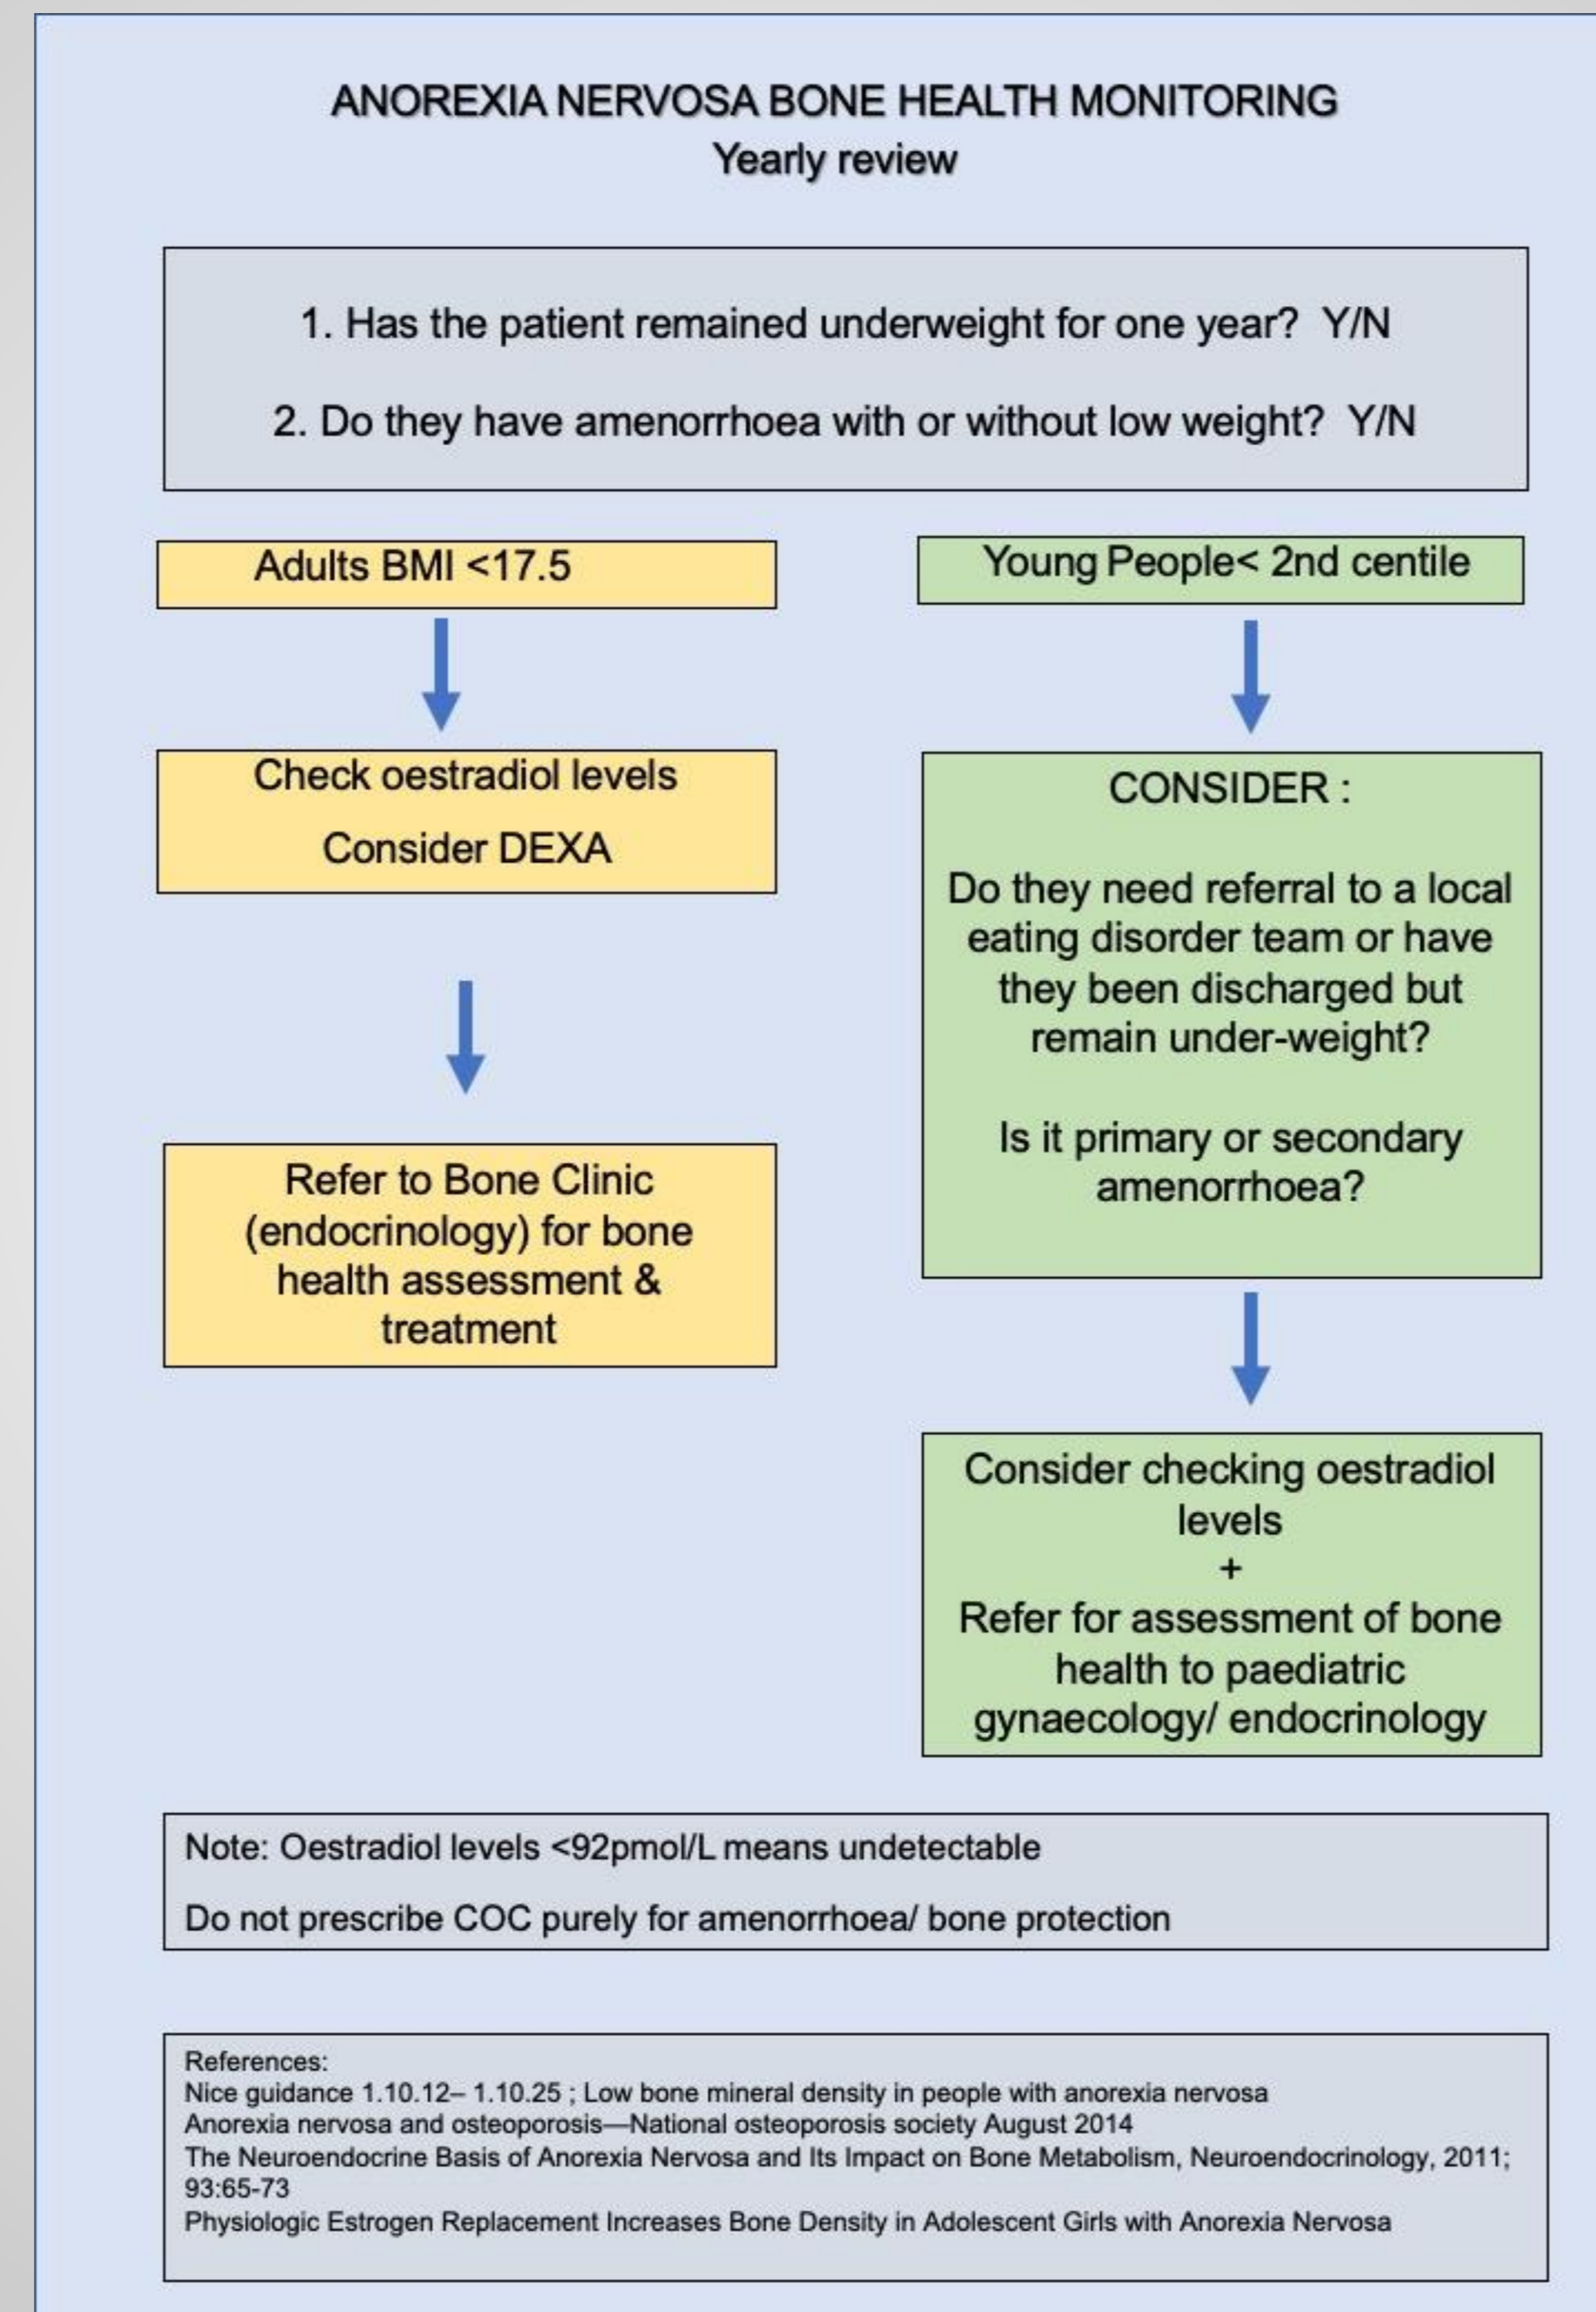 ANOREXIA NERVOSA BONE HEALTH MONITORING
Yearly review
1. Has the patient remained underweight for one year? Y/N
2. Do they have amenorrhoea with or without low weight? Y/N
Adults BMI <17.5
Check oestradiol levels
Consider DEXA
Refer to Bone Clinic
(endocrinology) for bone
health assessment &
treatment
Young People< 2nd centile
CONSIDER :
Do they need referral to a local
eating disorder team or have
they been discharged but
remain under-weight?
Is it primary or secondary
amenorrhoea?
Consider checking oestradiol
levels
+
Refer for assessment of bone
health to paediatric
gynaecology/ endocrinology
Note: Oestradiol levels <92pmol/L means undetectable
Do not prescribe COC purely for amenorrhoea/ bone protection
References:
Nice guidance 1.10.12– 1.10.25 ; Low bone mineral density in people with anorexia nervosa
Anorexia nervosa and osteoporosis—National osteoporosis society August 2014
The Neuroendocrine Basis of Anorexia Nervosa and Its Impact on Bone Metabolism, Neuroendocrinology, 2011;
93:65-73
Physiologic Estrogen Replacement Increases Bone Density in Adolescent Girls with Anorexia Nervosa